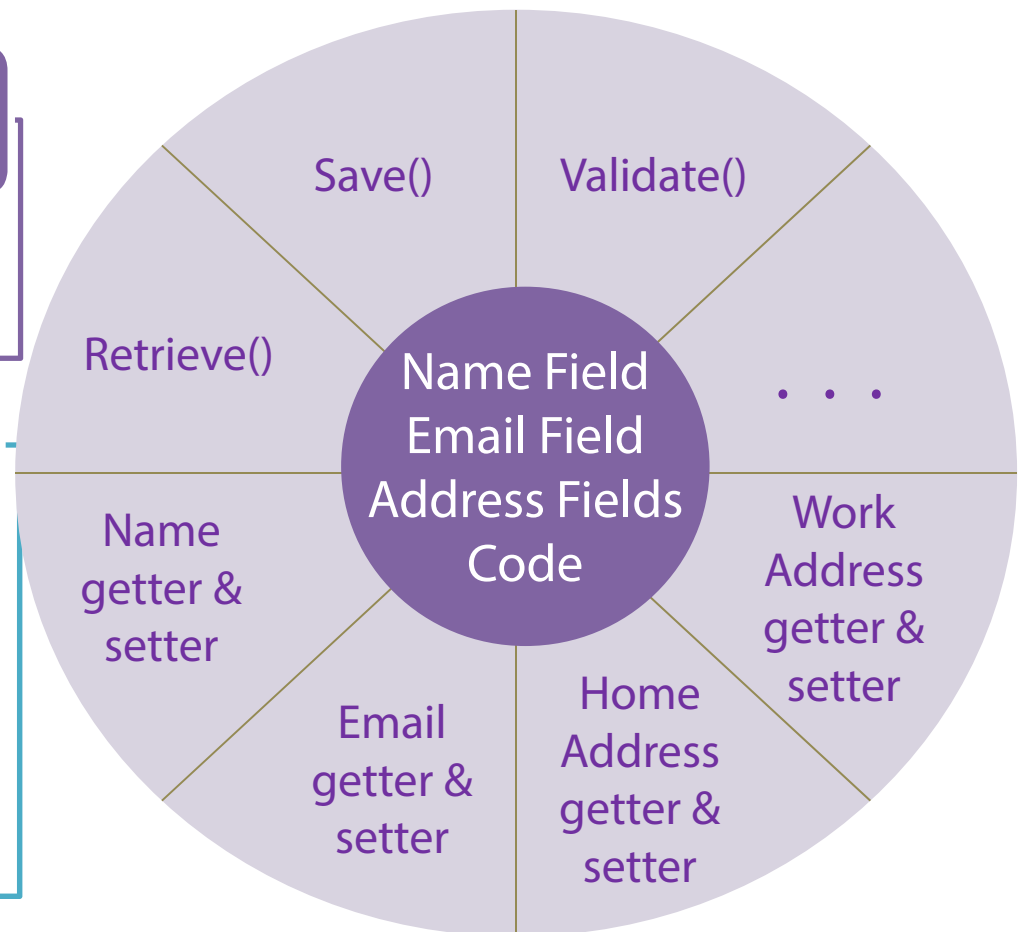 Save()
Validate()
Retrieve()
. . .
Name Field
Email Field
Address Fields
Code
Name
getter &
setter
Email
getter &
setter
Home
Address
getter &
setter
Work
Address
getter &
setter